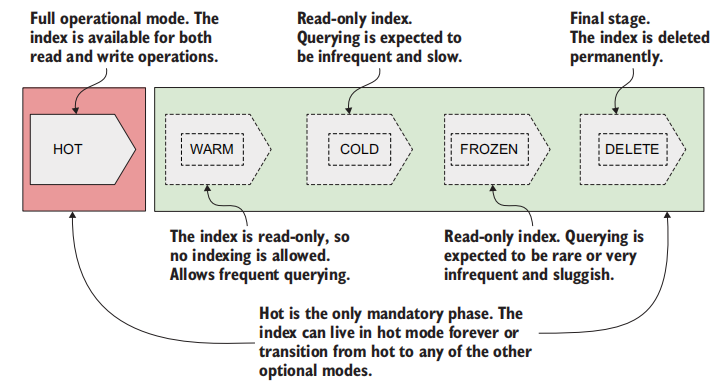 Full operational mode. The
index is available for both
read and write operations.
Read-only index.
Querying is expected to
be infrequent and slow.
Final stage.
The index is deleted
permanently.
HOT
WARM
COLD
FROZEN
DELETE
The index is read-only, so
no indexing is allowed.
Allows frequent querying.
Read-only index. Querying is
expected to be rare or very
infrequent and sluggish.
Hot is the only mandatory phase. The
index can live in hot mode forever or
transition from hot to any of the other
optional modes.